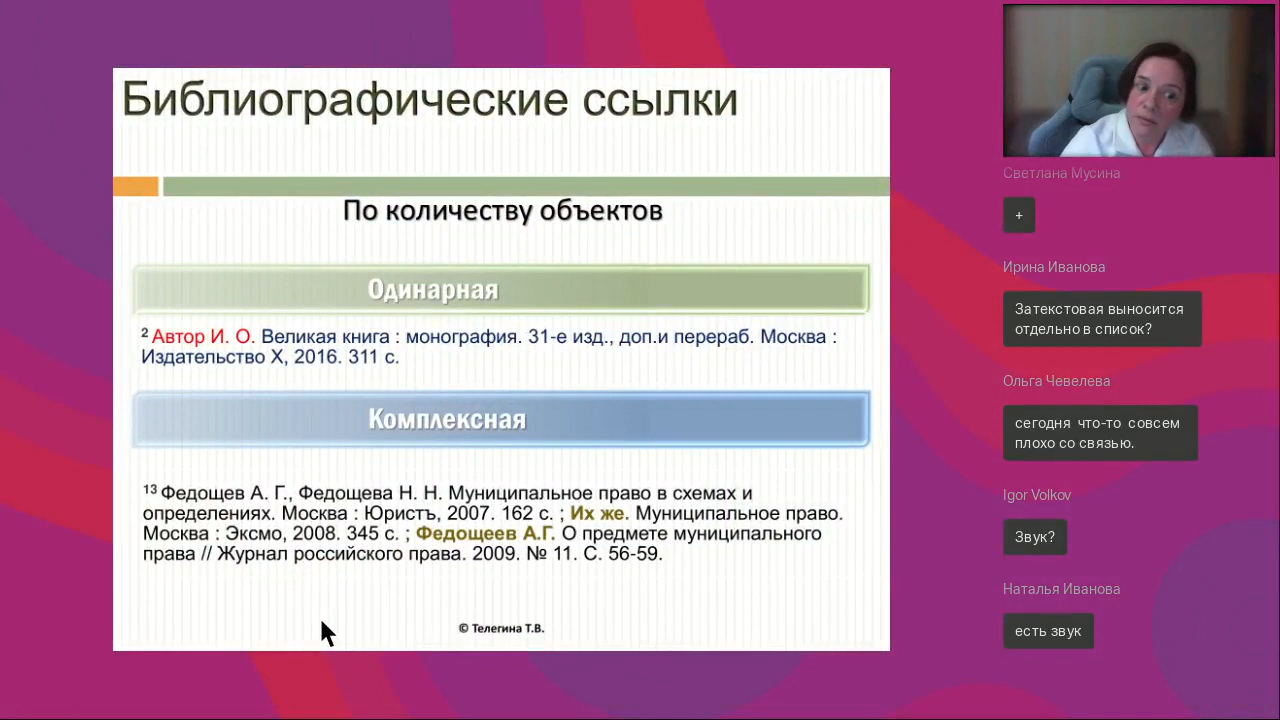 Библиографические ссылки
По количеству объектов
Одинарная
2 Автор И. О. Великая книга : монография. 31-е изд., доп.и перераб. Москва :
Издательство X, 2016. 311 с.
Комплексная
13 Федощев А. Г., Федощева Н. Н. Муниципальное право в схемах и
определениях. Москва : Юристъ, 2007. 162 с. ; Их же. Муниципальное право.
Москва : Эксмо, 2008. 345 с. ; Федощеев А.Г. О предмете муниципального
права // Журнал российского права. 2009. № 11. С. 56-59.
© Телегина Т.В.
Светлана Мусина
+
Ирина Иванова
Затекстовая выносится
отдельно в список?
Ольга Чевелева
сегодня что-то совсем
плохо со связью.
Igor Volkov
Звук?
Наталья Иванова
есть звук